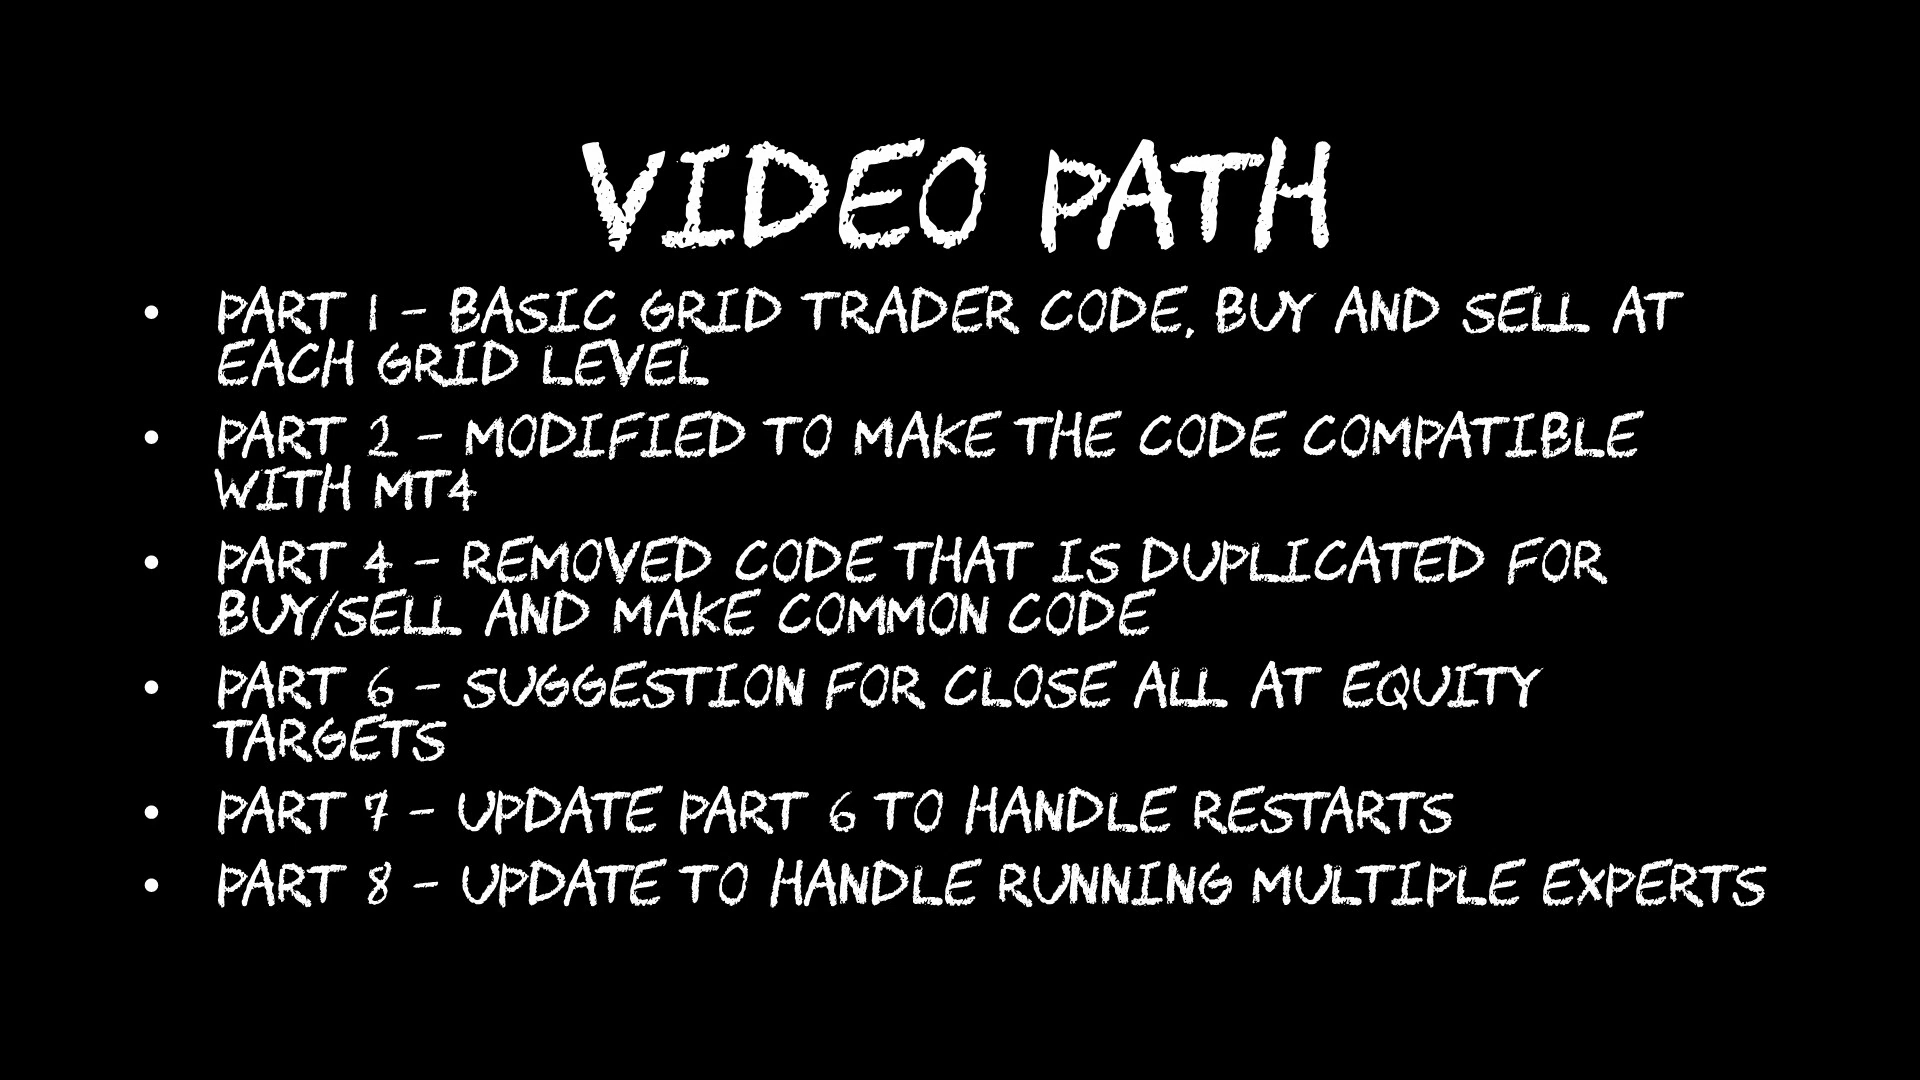 VIDEO PATH
• PART 1 – BASIC GRID TRADER CODE, BUY AND SELL AT
EACH GRID LEVEL
• PART 2 – MODIFIED TO MAKE THE CODE COMPATIBLE
WITH MT4
• PART 4 – REMOVED CODE THAT IS DUPLICATED FOR
BUY/SELL AND MAKE COMMON CODE
• PART 6 – SUGGESTION FOR CLOSE ALL AT EQUITY
TARGETS
• PART 7 – UPDATE PART 6 TO HANDLE RESTARTS
• PART 8 – UPDATE TO HANDLE RUNNING MULTIPLE EXPERTS